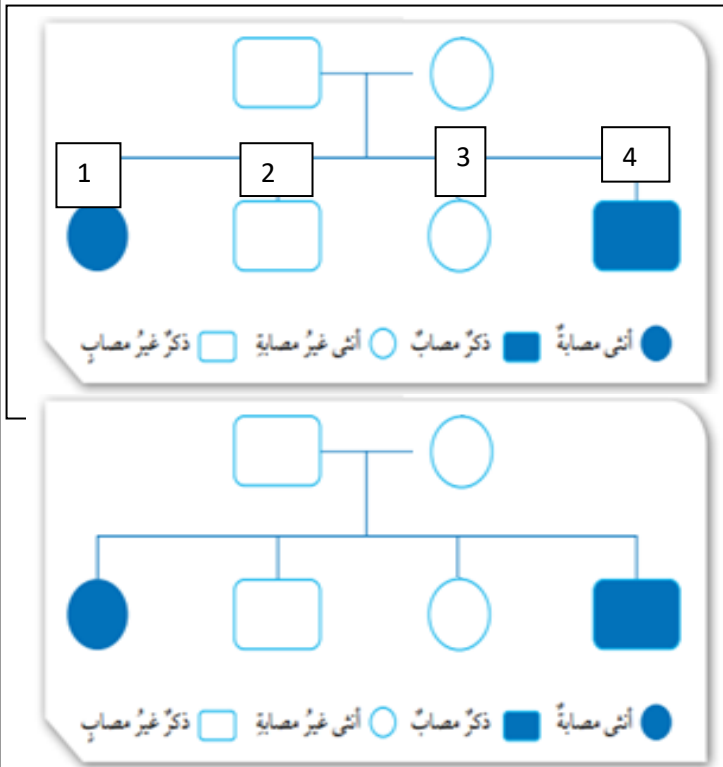 1 2 3 4
أنثى مصابةٌ ذكرٌ مصابٌ أنثى غيرُ مصابةِ ذكرٌ غيرُ مصابٍ
أنثى مصابةٌ ذكرٌ مصابٌ أنثى غيرُ مصابةِ ذكرٌ غيرُ مصابٍ